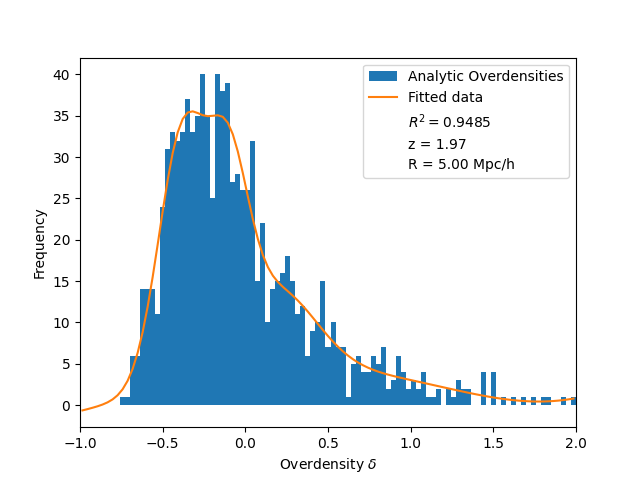 Analytic Overdensities
Fitted data
R² = 0.9485
z = 1.97
R = 5.00 Mpc/h
Frequency
40
35
30
25
20
15
10
5
0
−1.0 −0.5 0.0 0.5 1.0 1.5 2.0
Overdensity δ